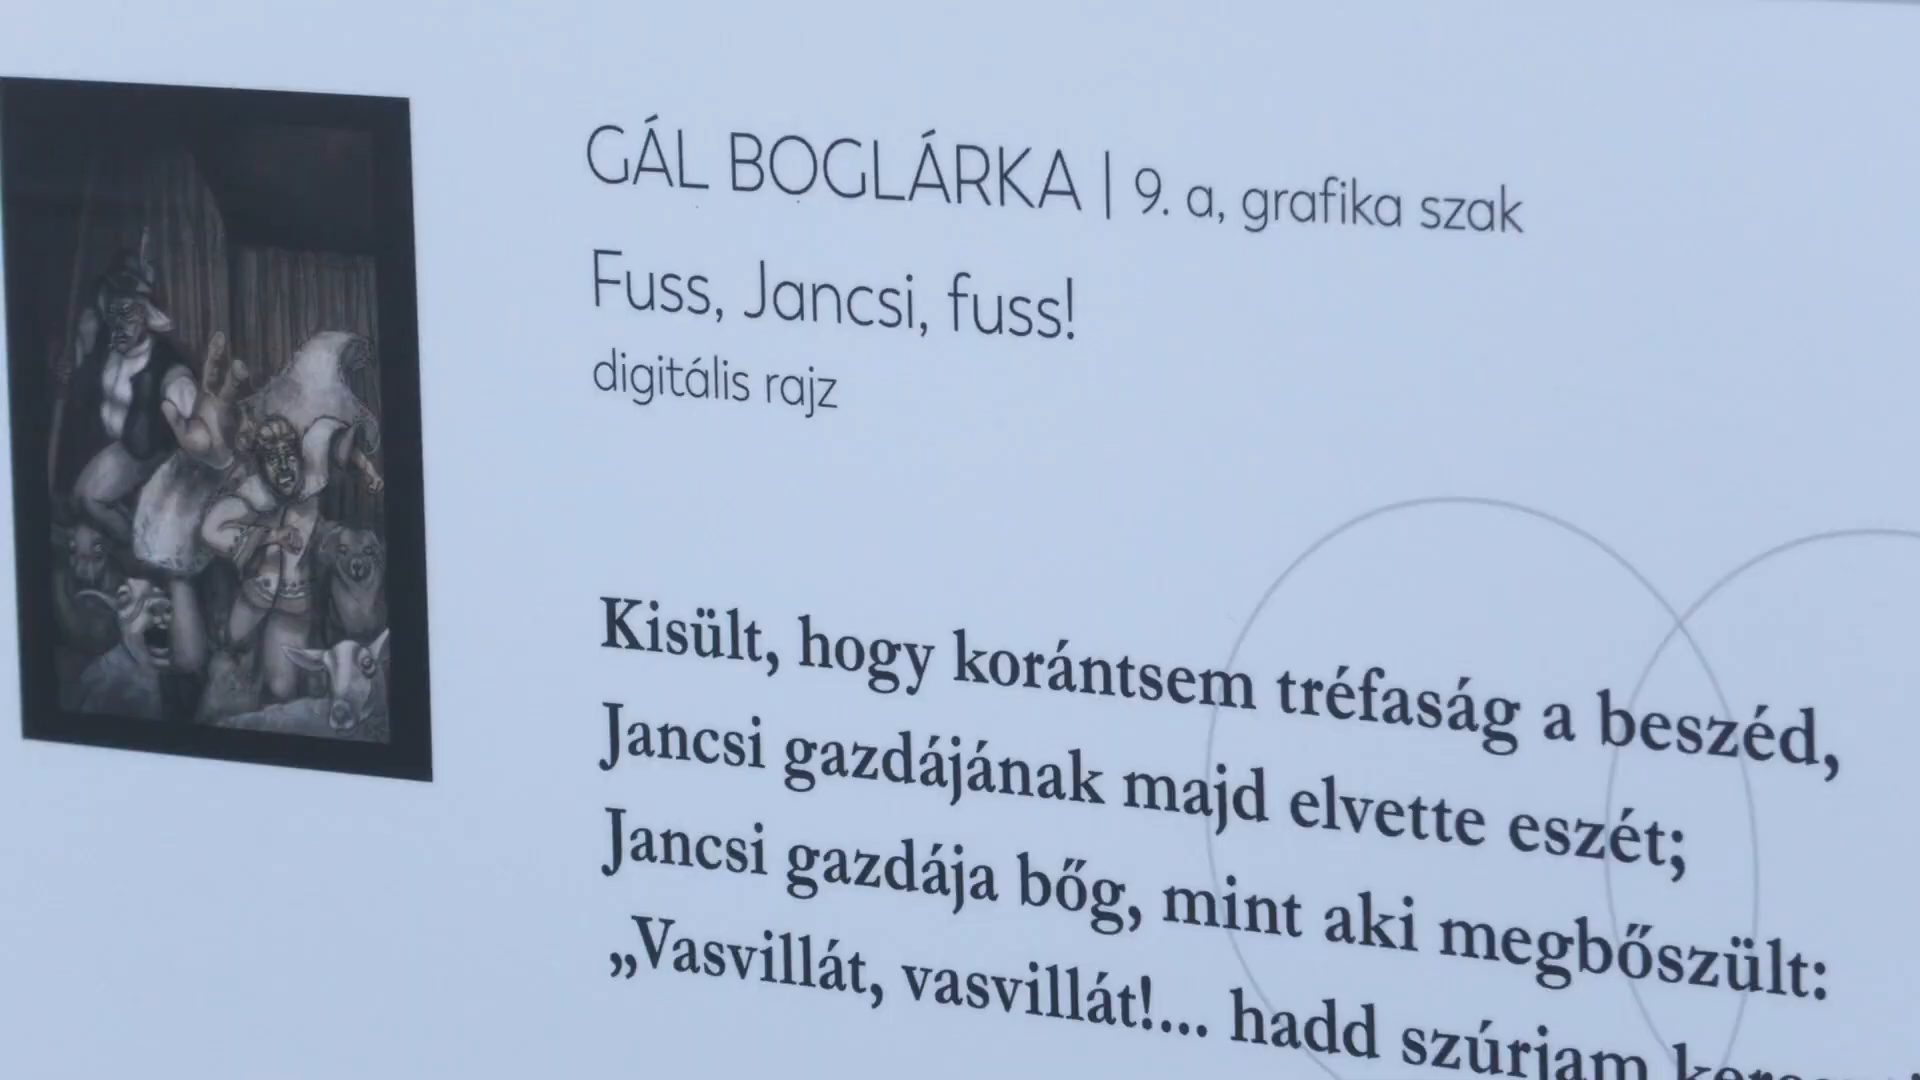 GÁL BOGLÁRKA | 9. a, grafika szak
Fuss, Jancsi, fuss!
digitális rajz
Kisült, hogy korántsem tréfaság a beszéd,
Jancsi gazdájának majd elvette eszét;
Jancsi gazdája bőg, mint aki megbőszült:
„Vasvillát, vasvillát!... hadd szúrjam